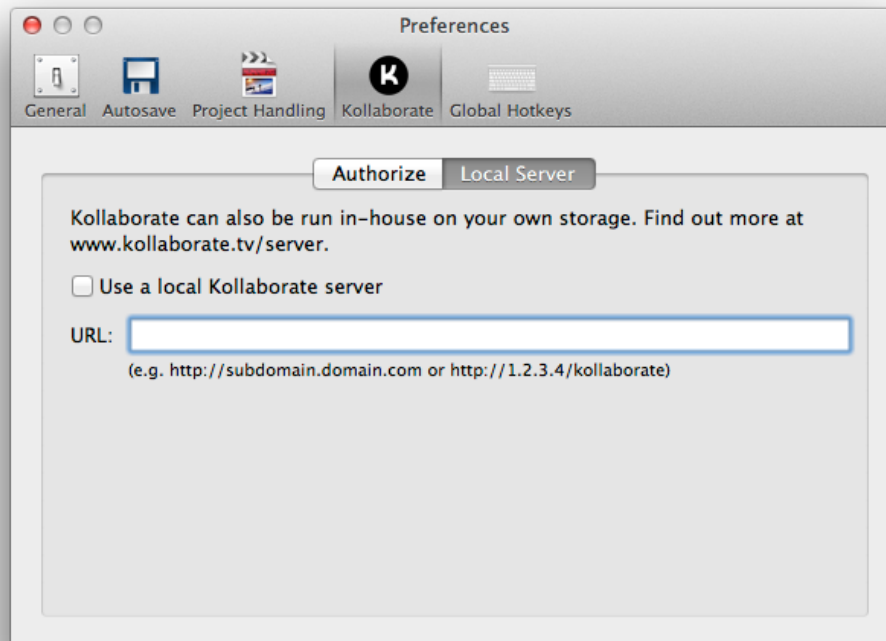 Preferences
General Autosave Project Handling Kollaborate Global Hotkeys
Authorize Local Server
Kollaborate can also be run in-house on your own storage. Find out more at
www.kollaborate.tv/server.
Use a local Kollaborate server
URL:
(e.g. http://subdomain.domain.com or http://1.2.3.4/kollaborate)